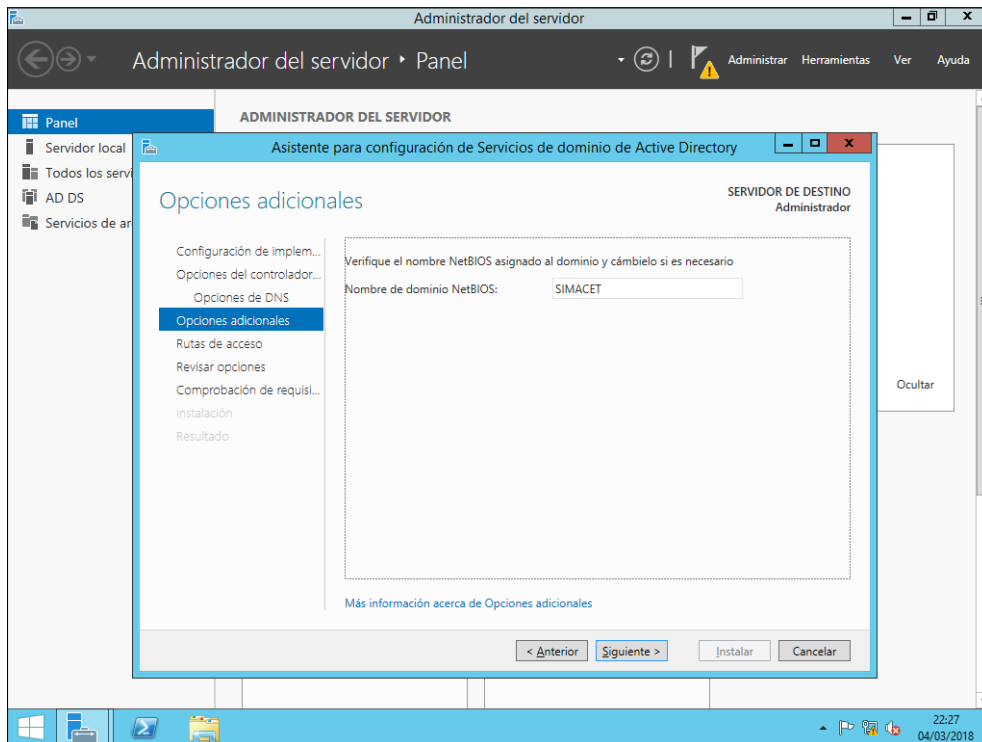 Administrador del servidor
Administrador del servidor ‣ Panel
Administrar Herramientas Ver Ayuda
Panel
Servidor local
Todos los servi
AD DS
Servicios de ar
ADMINISTRADOR DEL SERVIDOR
Asistente para configuración de Servicios de dominio de Active Directory
Opciones adicionales
SERVIDOR DE DESTINO
Administrador
Configuración de implem...
Opciones del controlador...
Opciones de DNS
Opciones adicionales
Rutas de acceso
Revisar opciones
Comprobación de requisi...
Instalación
Resultado
Verifique el nombre NetBIOS asignado al dominio y cámbielo si es necesario
Nombre de dominio NetBIOS: SIMACET
Más información acerca de Opciones adicionales
< Anterior Siguiente > Instalar Cancelar
Ocultar
22:27
04/03/2018